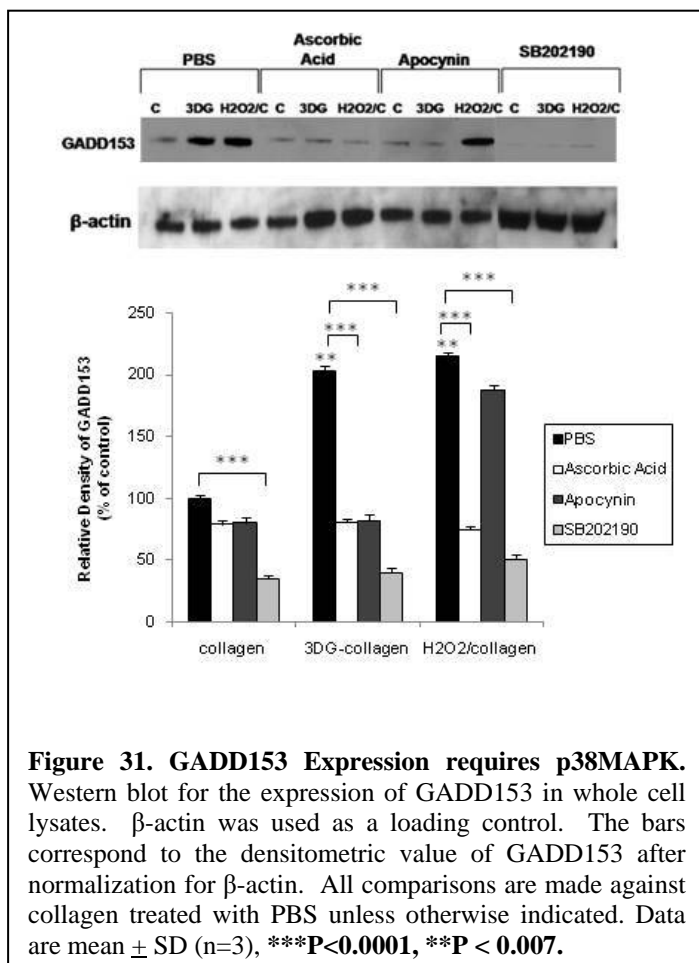 Ascorbic
PBS Acid Apocynin SB202190
C 3DG H2O2/C C 3DG H2O2/C C 3DG H2O2/C C 3DG H2O2/C
GADD153
β-actin
Relative Density of GADD153
(% of control)
250
200
150
100
50
0
***
***
***
**
***
***
**
PBS
Ascorbic Acid
Apocynin
SB202190
collagen 3DG-collagen H2O2/collagen
Figure 31. GADD153 Expression requires p38MAPK.
Western blot for the expression of GADD153 in whole cell
lysates. β-actin was used as a loading control. The bars
correspond to the densitometric value of GADD153 after
normalization for β-actin. All comparisons are made against
collagen treated with PBS unless otherwise indicated. Data
are mean ± SD (n=3), ***P<0.0001, **P < 0.007.